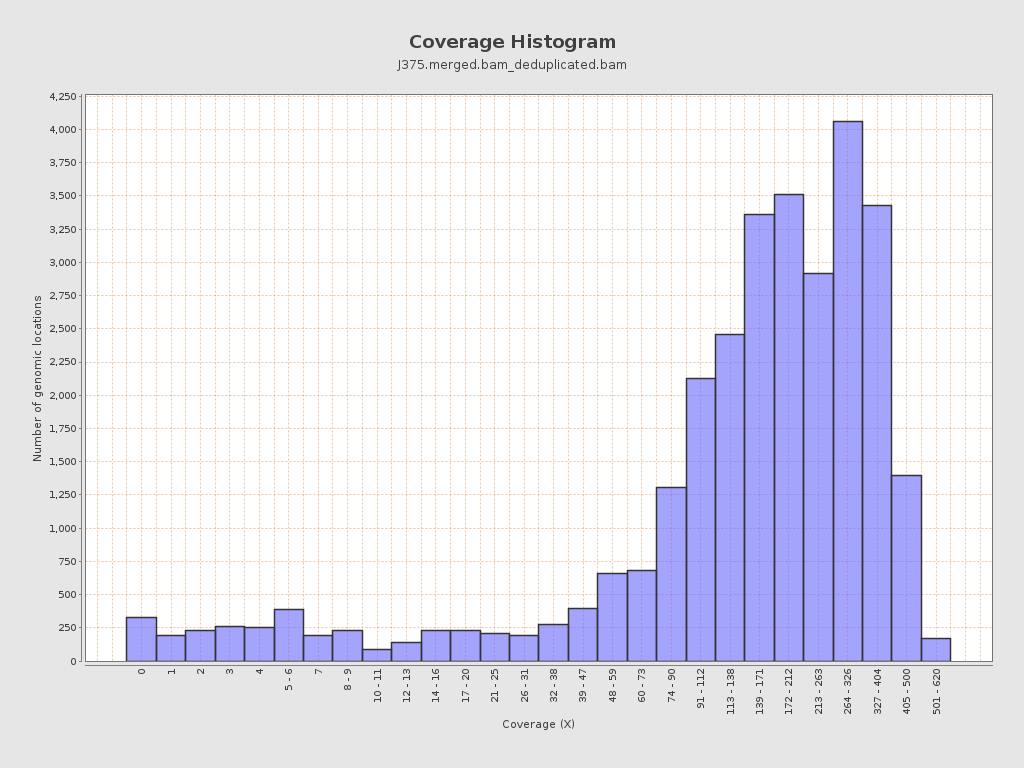 Coverage Histogram
J375.merged.bam_deduplicated.bam
Number of genomic locations
4,250
4,000
3,750
3,500
3,250
3,000
2,750
2,500
2,250
2,000
1,750
1,500
1,250
1,000
750
500
250
0
0
1
2
3
4
5 - 6
7
8 - 9
10 - 11
12 - 13
14 - 16
17 - 20
21 - 25
26 - 31
32 - 38
39 - 47
48 - 59
60 - 73
74 - 90
91 - 112
113 - 138
139 - 171
172 - 212
213 - 263
264 - 326
327 - 404
405 - 500
501 - 620
Coverage (X)